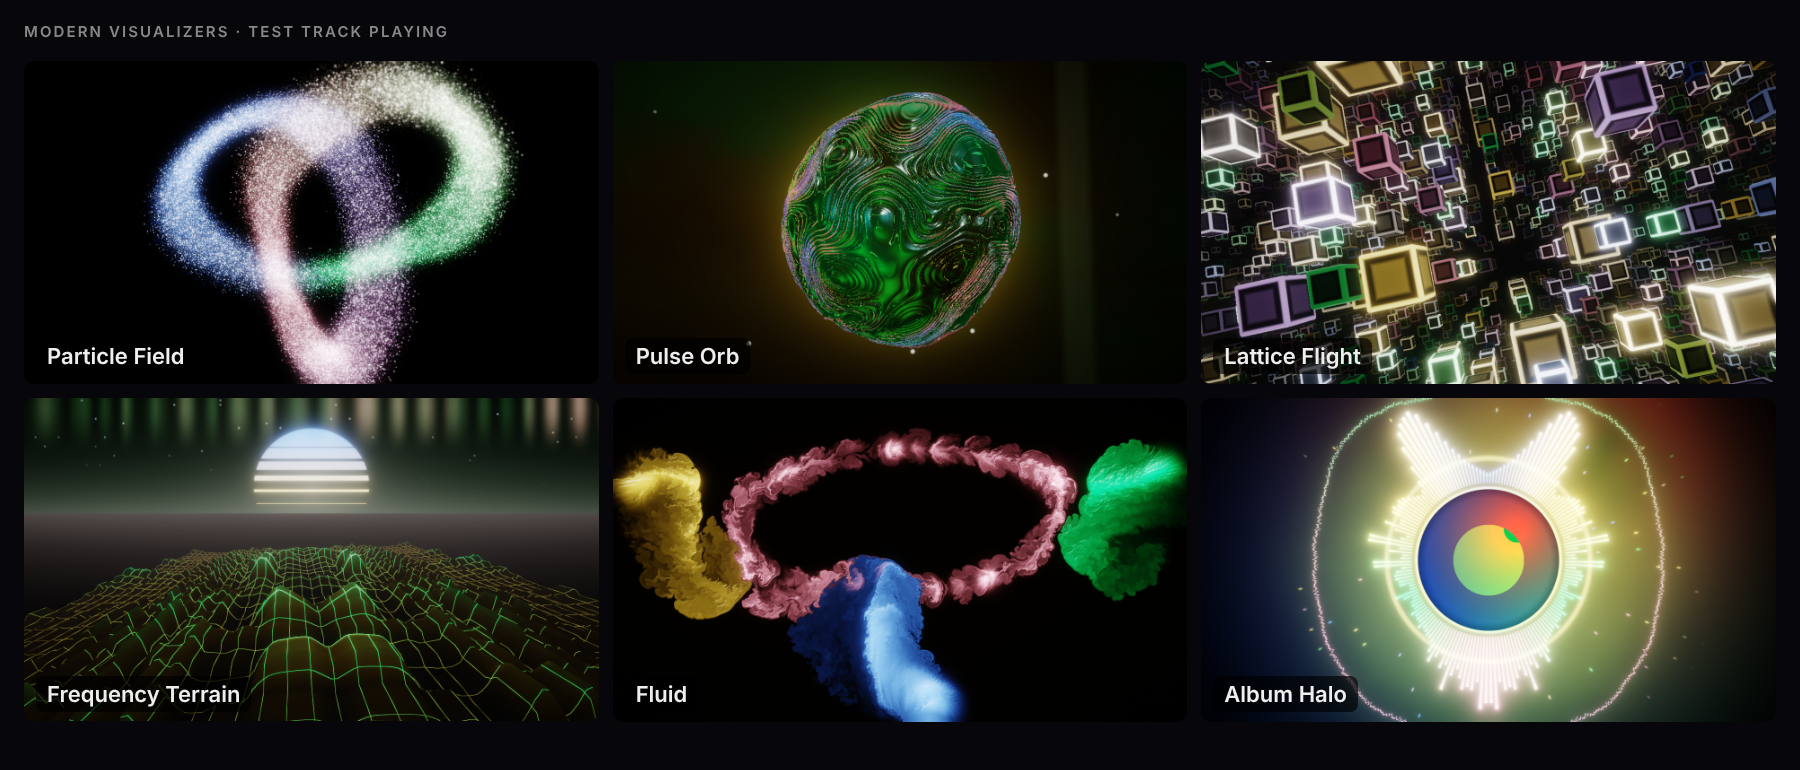 MODERN VISUALIZERS · TEST TRACK PLAYING
Particle Field
Pulse Orb
Lattice Flight
Frequency Terrain
Fluid
Album Halo